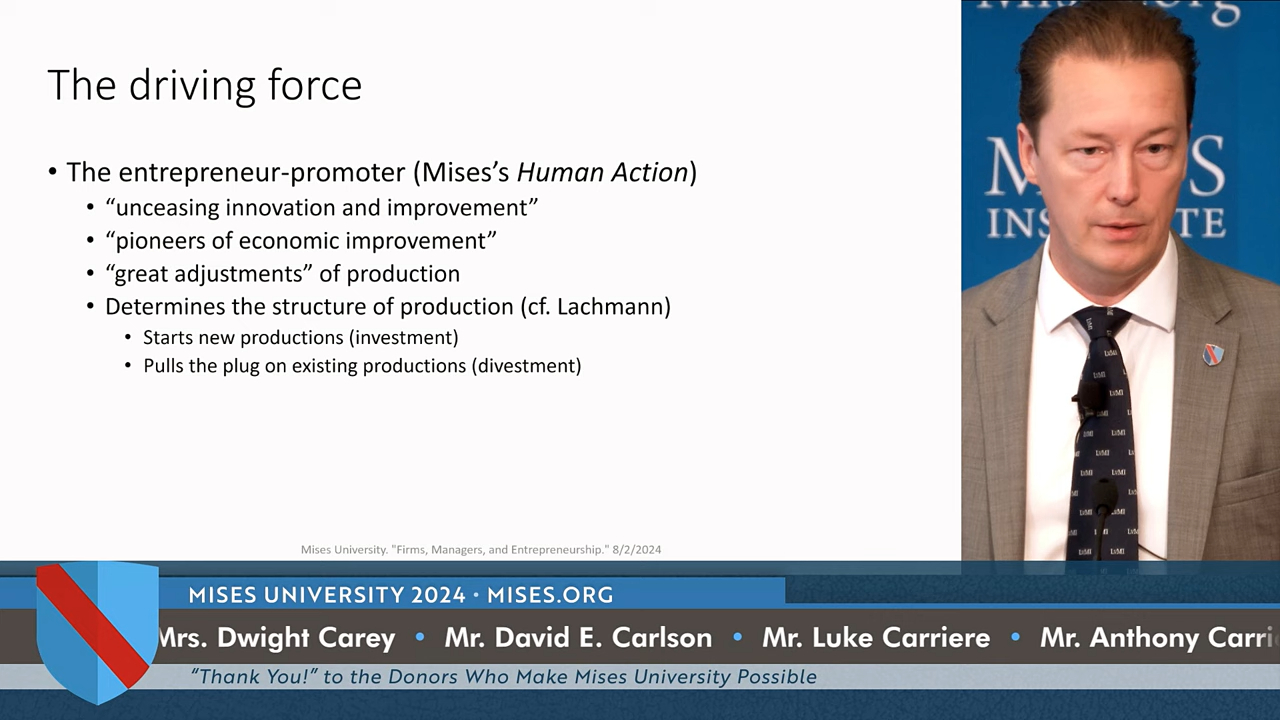 The driving force
• The entrepreneur-promoter (Mises’s Human Action)
• “unceasing innovation and improvement”
• “pioneers of economic improvement”
• “great adjustments” of production
• Determines the structure of production (cf. Lachmann)
• Starts new productions (investment)
• Pulls the plug on existing productions (divestment)
Mises University. "Firms, Managers, and Entrepreneurship." 8/2/2024
MISES UNIVERSITY 2024 • MISES.ORG
Mrs. Dwight Carey • Mr. David E. Carlson • Mr. Luke Carriere • Mr. Anthony
“Thank You!” to the Donors Who Make Mises University Possible